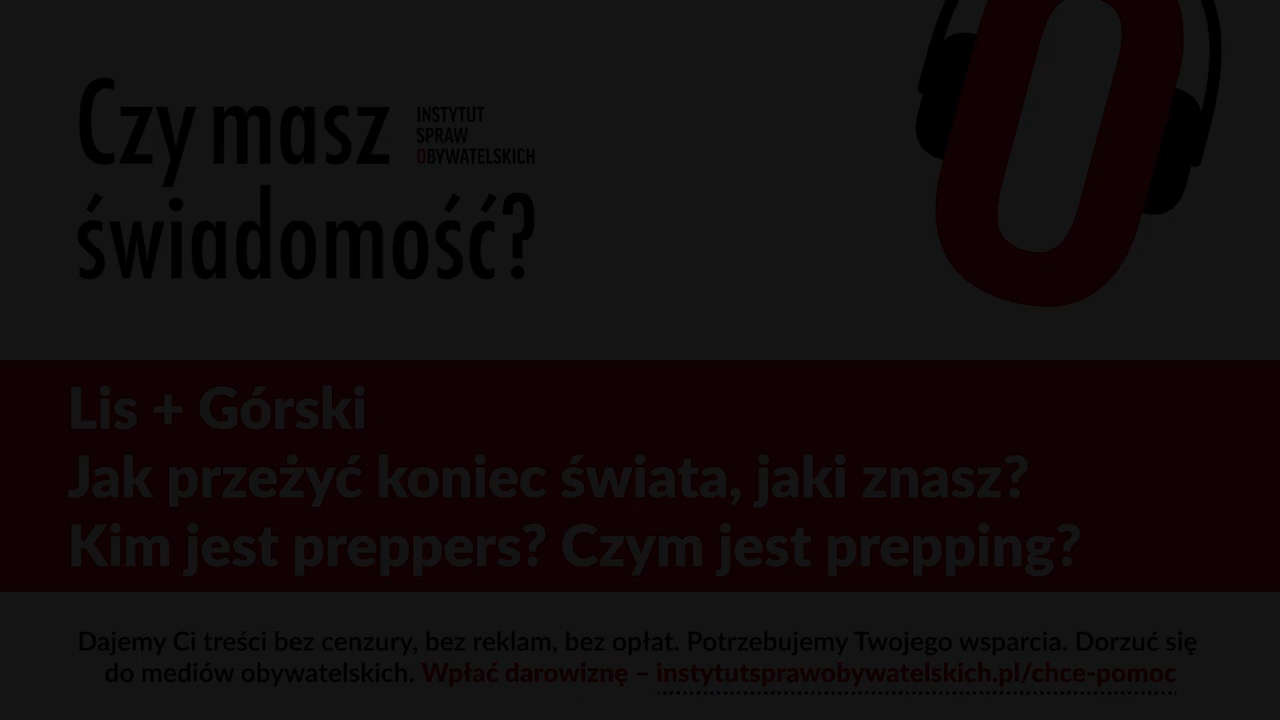 Czy masz
INSTYTUT
SPRAW
OBYWATELSKICH
świadomość?
Lis + Górski
Jak przeżyć koniec świata, jaki znasz?
Kim jest preppers? Czym jest prepping?
Dajemy Ci treści bez cenzury, bez reklam, bez opłat. Potrzebujemy Twojego wsparcia. Dorzuć się
do mediów obywatelskich. Wpłać darowiznę – instytutsprawobywatelskich.pl/chce-pomoc